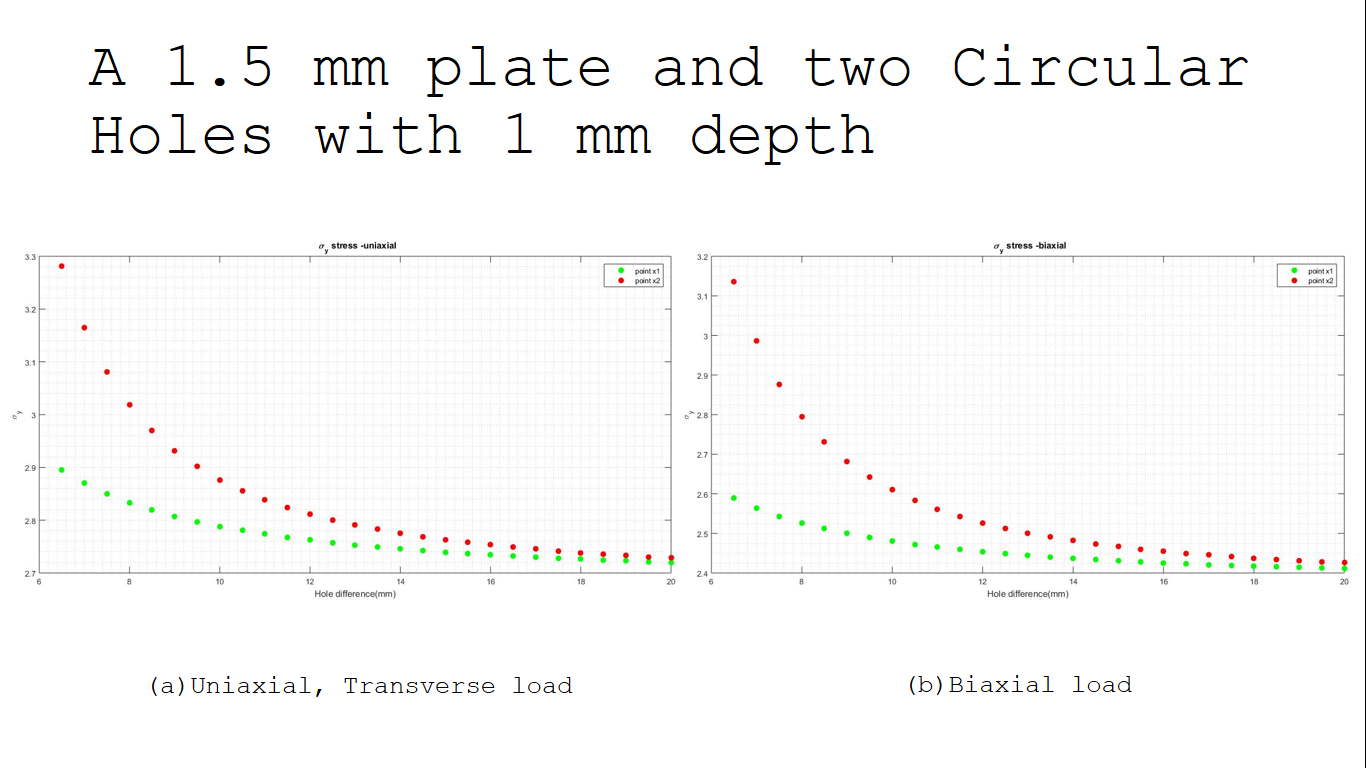 A 1.5 mm plate and two Circular
Holes with 1 mm depth
σy stress -uniaxial
point x1
point x2
3.3
3.2
3.1
3
2.9
2.8
2.7
σy
6 8 10 12 14 16 18 20
Hole difference(mm)
(a)Uniaxial, Transverse load
σy stress -biaxial
point x1
point x2
3.2
3.1
3
2.9
2.8
2.7
2.6
2.5
2.4
σy
6 8 10 12 14 16 18 20
Hole difference(mm)
(b)Biaxial load